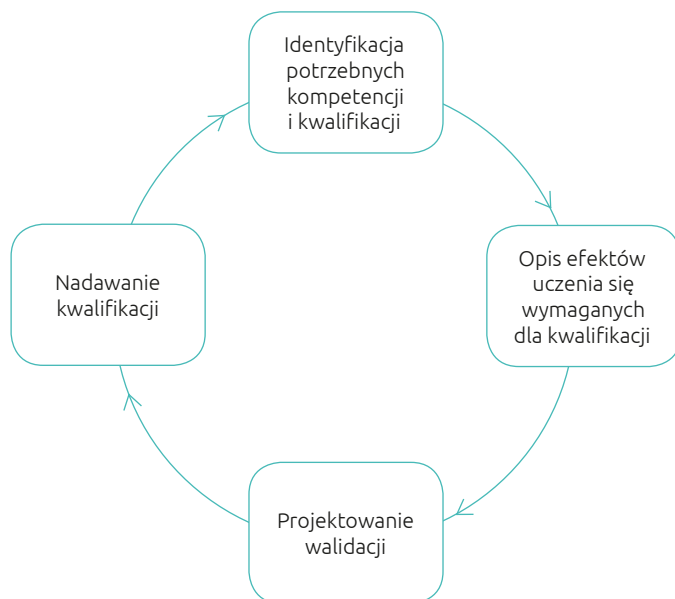 Identyfikacja
potrzebnych
kompetencji
i kwalifikacji
Nadawanie
kwalifikacji
Opis efektów
uczenia się
wymaganych
dla kwalifikacji
Projektowanie
walidacji